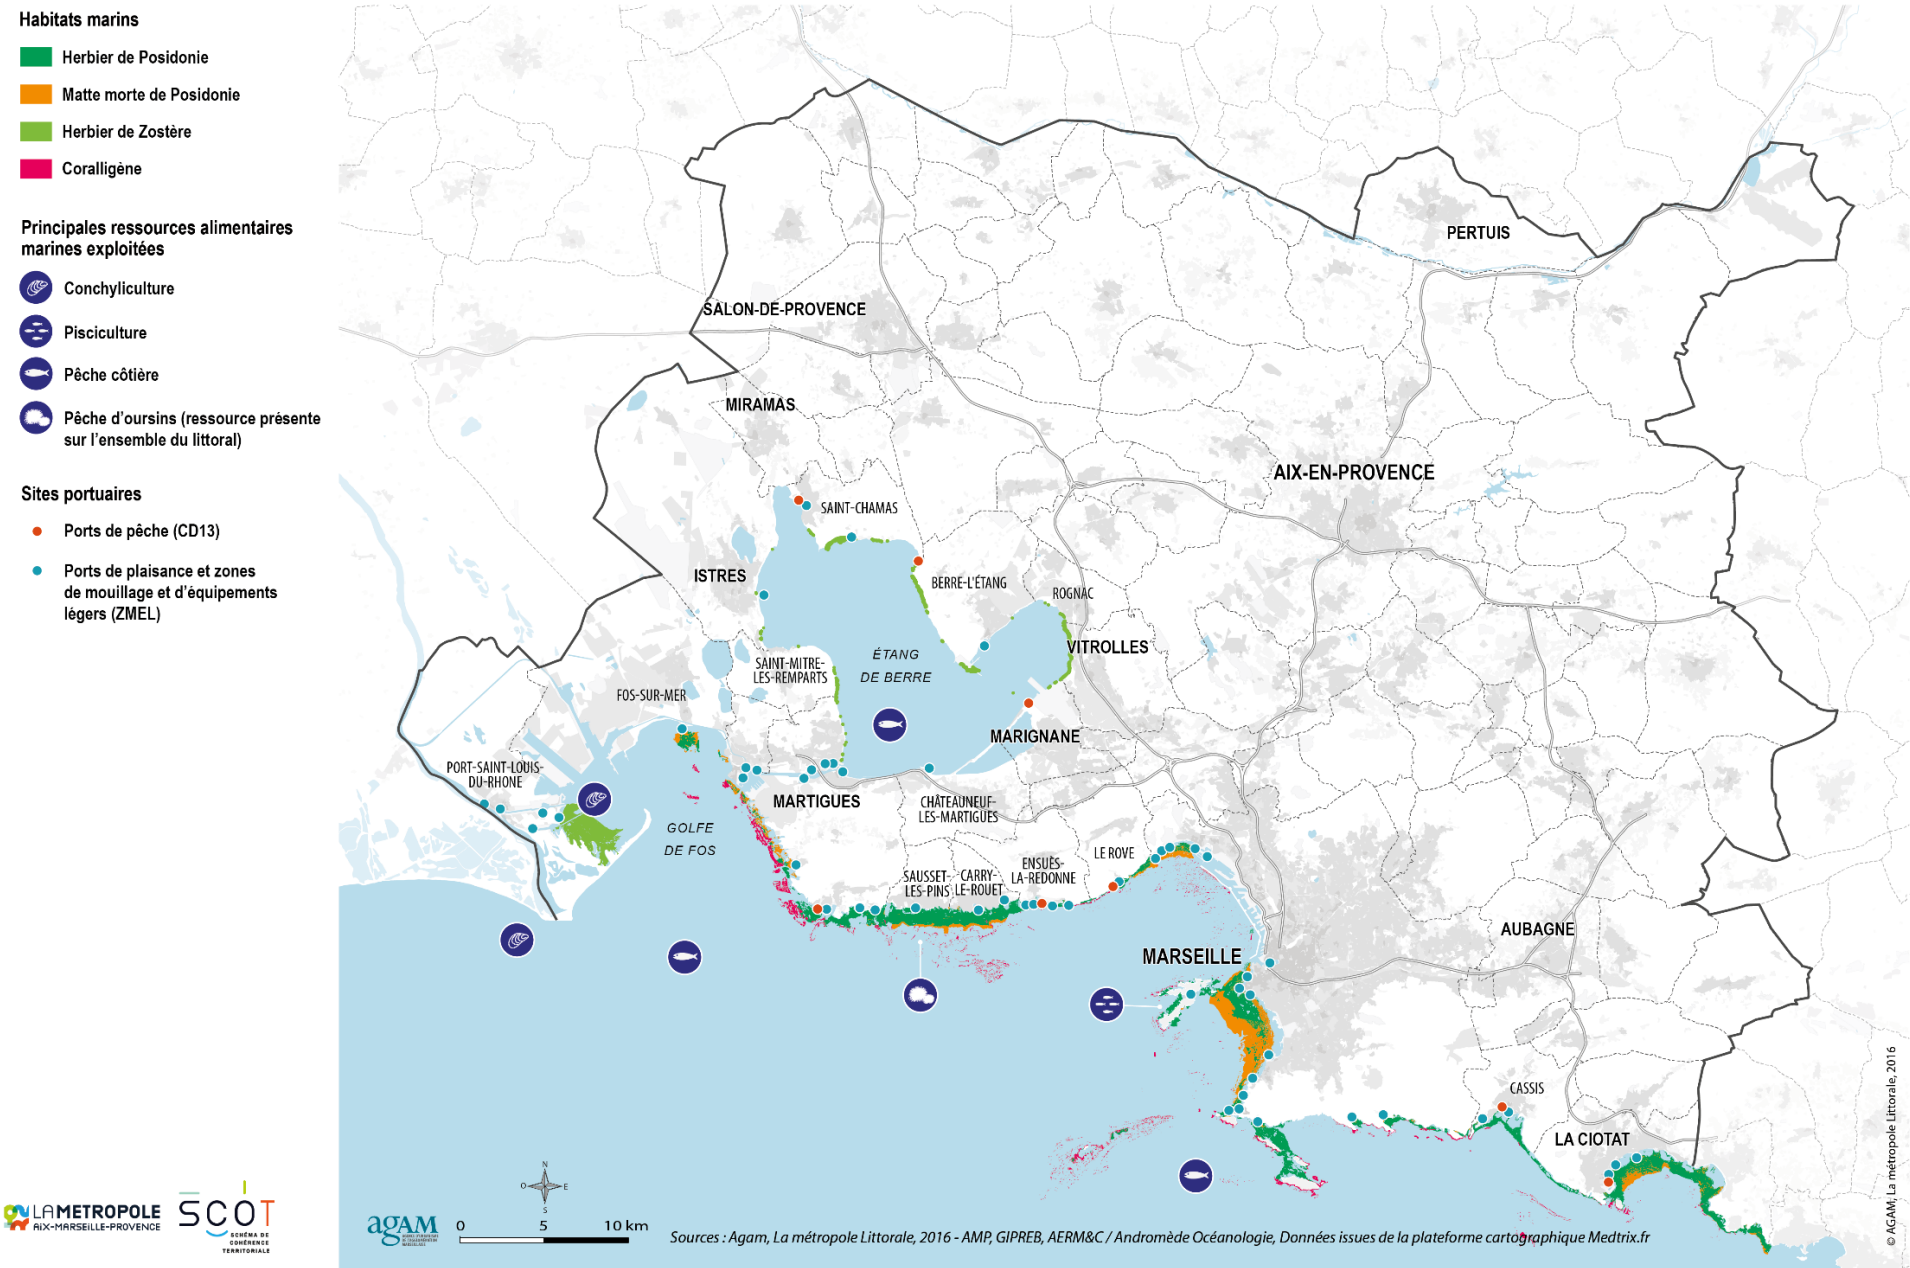 Habitats marins
Herbier de Posidonie
Matte morte de Posidonie
Herbier de Zostère
Coralligène
Principales ressources alimentaires
marines exploitées
Conchyliculture
Pisciculture
Pêche côtière
Pêche d'oursins (ressource présente
sur l'ensemble du littoral)
Sites portuaires
Ports de pêche (CD13)
Ports de plaisance et zones
de mouillage et d'équipements
légers (ZMEL)
PERTUIS
SALON-DE-PROVENCE
MIRAMAS
AIX-EN-PROVENCE
SAINT-CHAMAS
ISTRES
BERRE-L'ÉTANG
ROGNAC
VITROLLES
ÉTANG
DE BERRE
SAINT-MITRE-
LES-REMPARTS
FOS-SUR-MER
MARIGNANE
PORT-SAINT-LOUIS-
DU-RHONE
MARTIGUES
CHÂTEAUNEUF-
LES-MARTIGUES
GOLFE
DE FOS
LE ROVE
ENSUÈS-
LA-REDONNE
SAUSSET-
LES-PINS
CARRY-
LE-ROUET
AUBAGNE
MARSEILLE
CASSIS
LA CIOTAT
LAMETROPOLE
AIX-MARSEILLE-PROVENCE
SCOT
SCHÉMA DE
COHÉRENCE
TERRITORIALE
agAM
N
O
E
S
0 5 10 km
Sources : Agam, La métropole Littorale, 2016 - AMP, GIPREB, AERM&C / Andromède Océanologie, Données issues de la plateforme cartographique Medtrix.fr
© AGAM, La métropole Littorale, 2016